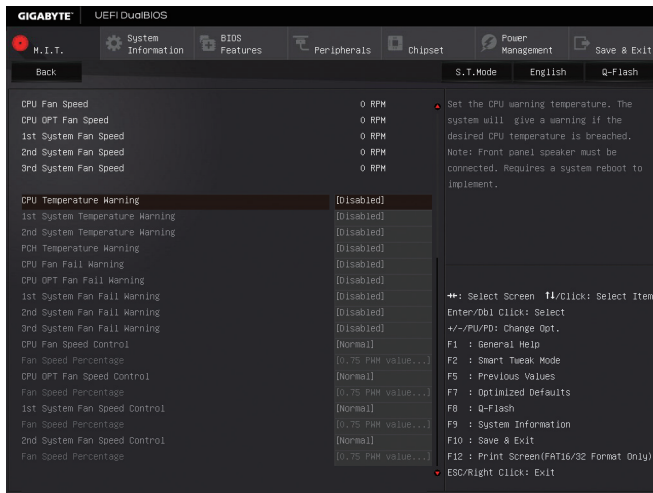 GIGABYTE™ UEFI DualBIOS
M.I.T. System Information BIOS Features Peripherals Chipset Power Management Save & Exit
Back S.T.Mode English Q-Flash
CPU Fan Speed 0 RPM
CPU OPT Fan Speed 0 RPM
1st System Fan Speed 0 RPM
2nd System Fan Speed 0 RPM
3rd System Fan Speed 0 RPM
CPU Temperature Warning [Disabled]
1st System Temperature Warning [Disabled]
2nd System Temperature Warning [Disabled]
PCH Temperature Warning [Disabled]
CPU Fan Fail Warning [Disabled]
CPU OPT Fan Fail Warning [Disabled]
1st System Fan Fail Warning [Disabled]
2nd System Fan Fail Warning [Disabled]
3rd System Fan Fail Warning [Disabled]
CPU Fan Speed Control [Normal]
Fan Speed Percentage [0.75 PWM value...]
CPU OPT Fan Speed Control [Normal]
Fan Speed Percentage [0.75 PWM value...]
1st System Fan Speed Control [Normal]
Fan Speed Percentage [0.75 PWM value...]
2nd System Fan Speed Control [Normal]
Fan Speed Percentage [0.75 PWM value...]
Set the CPU warning temperature. The
system will give a warning if the
desired CPU temperature is breached.
Note: Front panel speaker must be
connected. Requires a system reboot to
implement.
→←: Select Screen ↑↓/Click: Select Item
Enter/Dbl Click: Select
+/-/PU/PD: Change Opt.
F1 : General Help
F2 : Smart Tweak Mode
F5 : Previous Values
F7 : Optimized Defaults
F8 : Q-Flash
F9 : System Information
F10 : Save & Exit
F12 : Print Screen(FAT16/32 Format Only)
ESC/Right Click: Exit